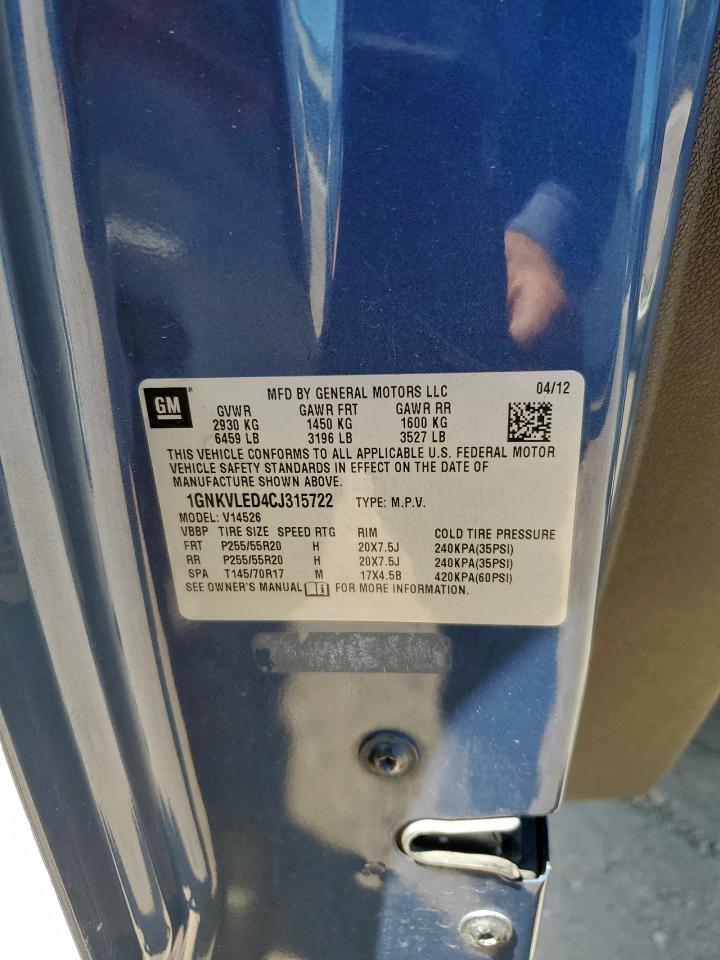 GM ® MFD BY GENERAL MOTORS LLC 04/12
GVWR GAWR FRT GAWR RR
2930 KG 1450 KG 1600 KG
6459 LB 3196 LB 3527 LB
THIS VEHICLE CONFORMS TO ALL APPLICABLE U.S. FEDERAL MOTOR
VEHICLE SAFETY STANDARDS IN EFFECT ON THE DATE OF
MANUFACTURE SHOWN ABOVE.
1GNKVLED4CJ315722 TYPE: M.P.V.
MODEL: V14526
VBBP TIRE SIZE SPEED RTG RIM COLD TIRE PRESSURE
FRT P255/55R20 H 20X7.5J 240KPA(35PSI)
RR P255/55R20 H 20X7.5J 240KPA(35PSI)
SPA T145/70R17 M 17X4.5B 420KPA(60PSI)
SEE OWNER'S MANUAL FOR MORE INFORMATION.